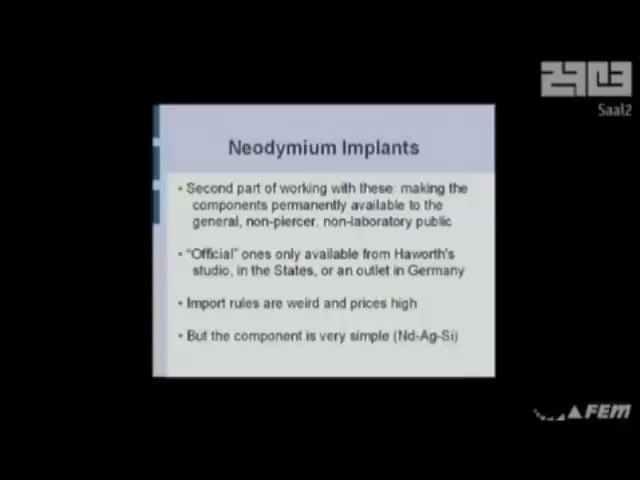 29C3
Saal2
Neodymium Implants
• Second part of working with these: making the
components permanently available to the
general, non-piercer, non-laboratory public
• "Official" ones only available from Haworth's
studio, in the States, or an outlet in Germany
• Import rules are weird and prices high
• But the component is very simple (Nd-Ag-Si)
FEM